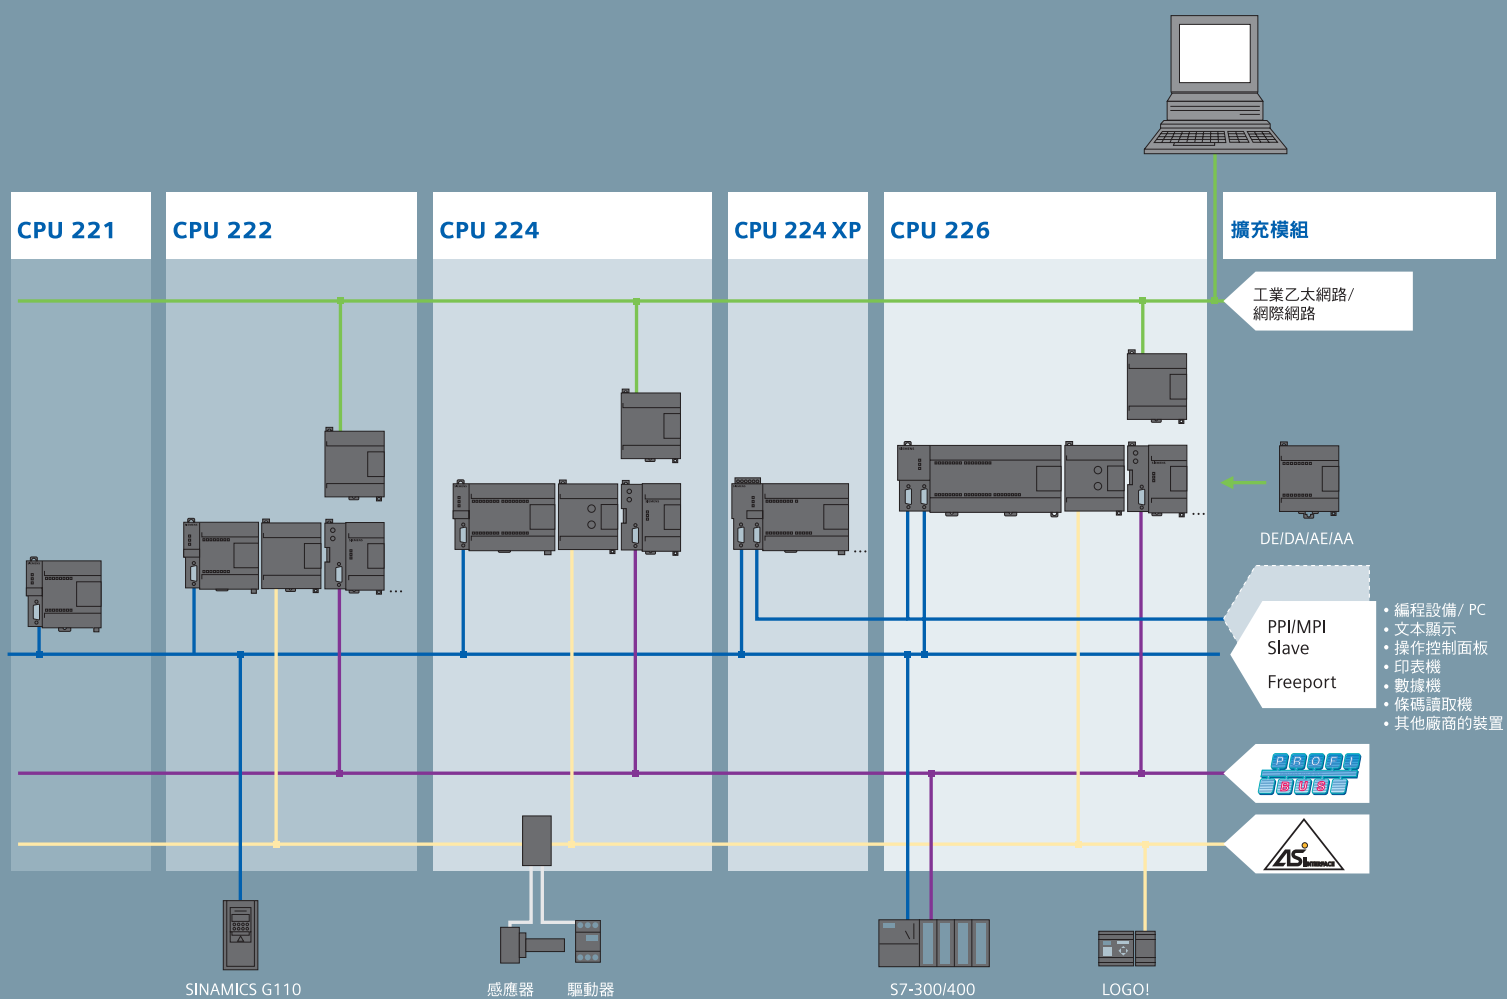 CPU 221
CPU 222
CPU 224
CPU 224 XP
CPU 226
擴充模組
工業乙太網路/
網際網路
DE/DA/AE/AA
PPI/MPI
Slave
Freeport
• 編程設備/ PC
• 文本顯示
• 操作控制面板
• 印表機
• 數據機
• 條碼讀取機
• 其他廠商的裝置
PROFI
BUS
AS-INTERFACE
SINAMICS G110
感應器
驅動器
S7-300/400
LOGO!